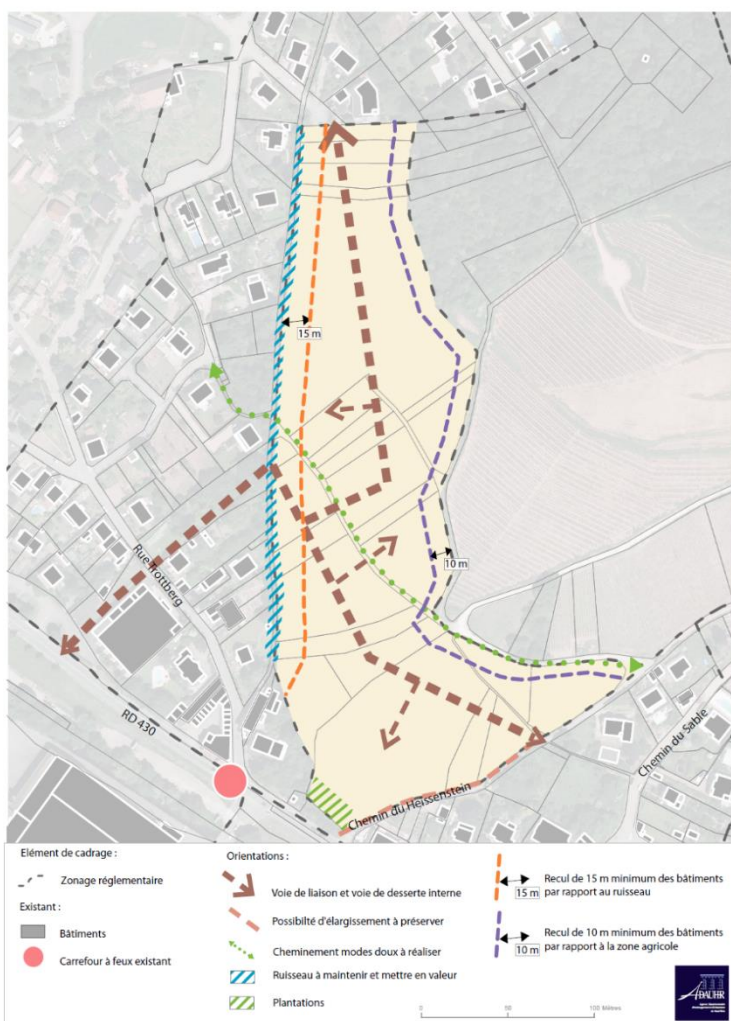 15 m
10 m
Rue Trottberg
RD 430
Chemin du Sable
Chemin du Heissenstein
Elément de cadrage :
Zonage réglementaire
Existant :
Bâtiments
Carrefour à feux existant
Orientations :
Voie de liaison et voie de desserte interne
Possibilté d'élargissement à préserver
Cheminement modes doux à réaliser
Ruisseau à maintenir et mettre en valeur
Plantations
15 m
Recul de 15 m minimum des bâtiments
par rapport au ruisseau
10 m
Recul de 10 m minimum des bâtiments
par rapport à la zone agricole
0 50 100 Mètres
ADAUHR